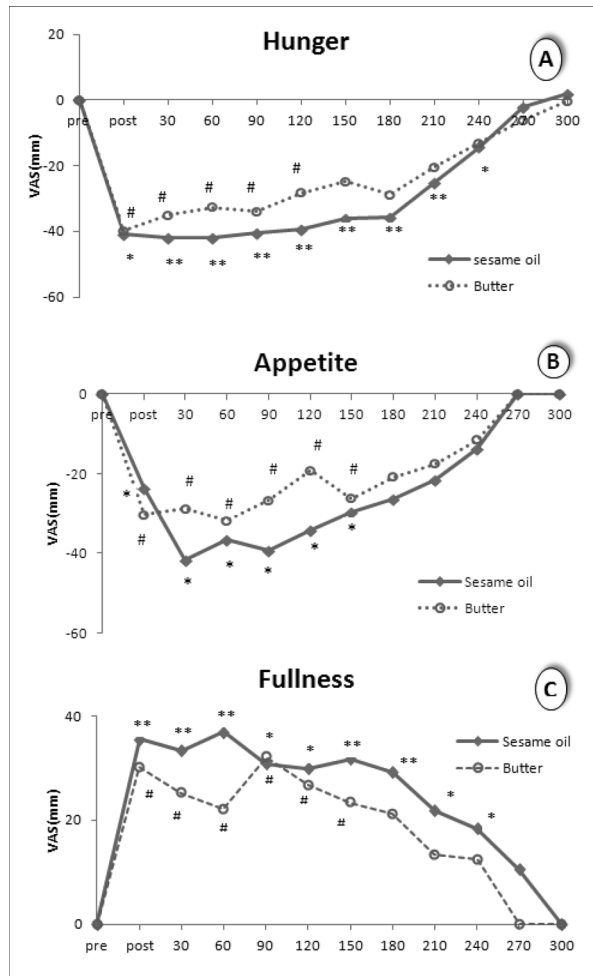 Hunger
A
20
0
-20
-40
-60
VAS(mm)
pre post 30 60 90 120 150 180 210 240 270 300
# # # # #
* ** ** ** ** ** ** ** *
sesame oil
Butter
Appetite
B
0
-20
-40
-60
VAS(mm)
pre post 30 60 90 120 150 180 210 240 270 300
# # # # # #
* * * * * *
Sesame oil
Butter
Fullness
C
40
20
0
VAS(mm)
** ** ** * * ** ** * *
# # # # # #
Sesame oil
Butter
pre post 30 60 90 120 150 180 210 240 270 300